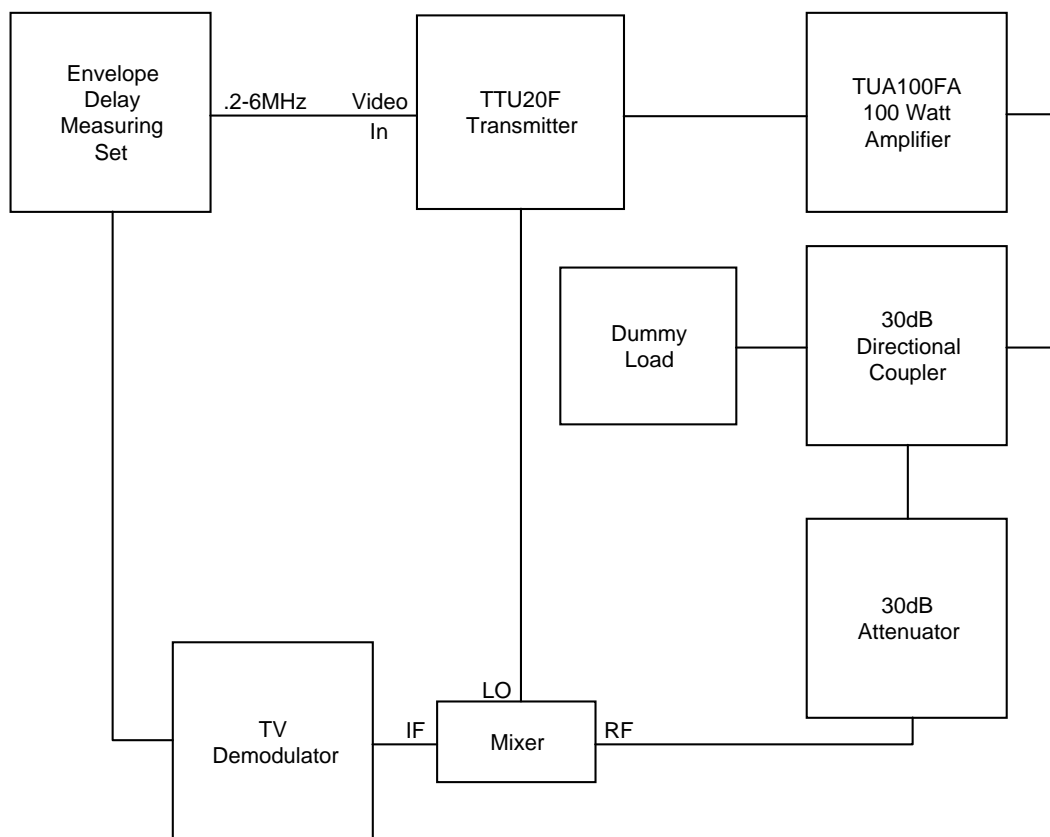 Envelope
Delay
Measuring
Set
.2-6MHz
Video
In
TTU20F
Transmitter
TUA100FA
100 Watt
Amplifier
Dummy
Load
30dB
Directional
Coupler
30dB
Attenuator
TV
Demodulator
IF
LO
Mixer
RF